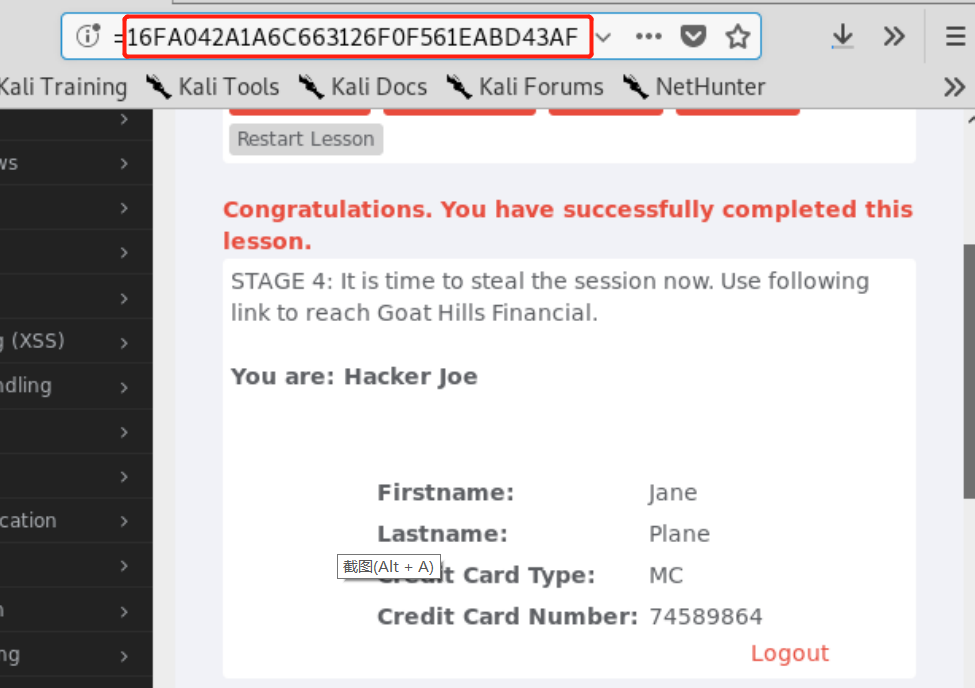 =16FA042A1A6C663126F0F561EABD43AF
Kali Training Kali Tools Kali Docs Kali Forums NetHunter
Restart Lesson
ws
g (XSS)
ndling
cation
n
ng
Congratulations. You have successfully completed this
lesson.
STAGE 4: It is time to steal the session now. Use following
link to reach Goat Hills Financial.
You are: Hacker Joe
Firstname: Jane
Lastname: Plane
截图(Alt + A)
Credit Card Type: MC
Credit Card Number: 74589864
Logout